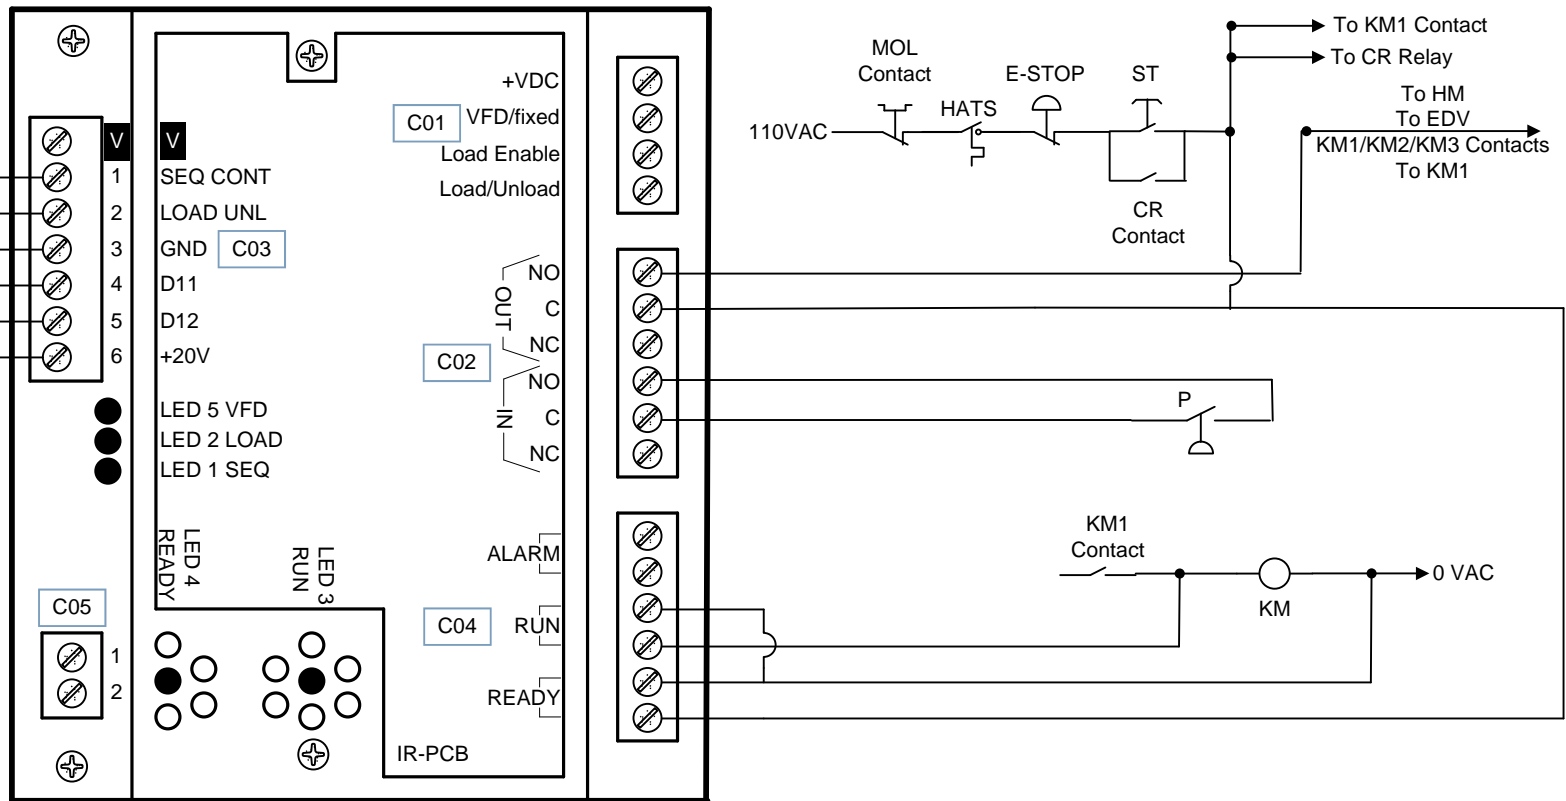 +VDC
C01
VFD/fixed
Load Enable
Load/Unload
V
V
1
SEQ CONT
2
LOAD UNL
3
GND
C03
4
D11
5
D12
6
+20V
NO
C
NC
OUT
C02
NO
C
NC
IN
LED 5 VFD
LED 2 LOAD
LED 1 SEQ
LED 4
READY
LED 3
RUN
ALARM
C04
RUN
READY
C05
1
2
IR-PCB
MOL
Contact
HATS
E-STOP
ST
110VAC
CR
Contact
To KM1 Contact
To CR Relay
To HM
To EDV
KM1/KM2/KM3 Contacts
To KM1
P
KM1
Contact
KM
0 VAC